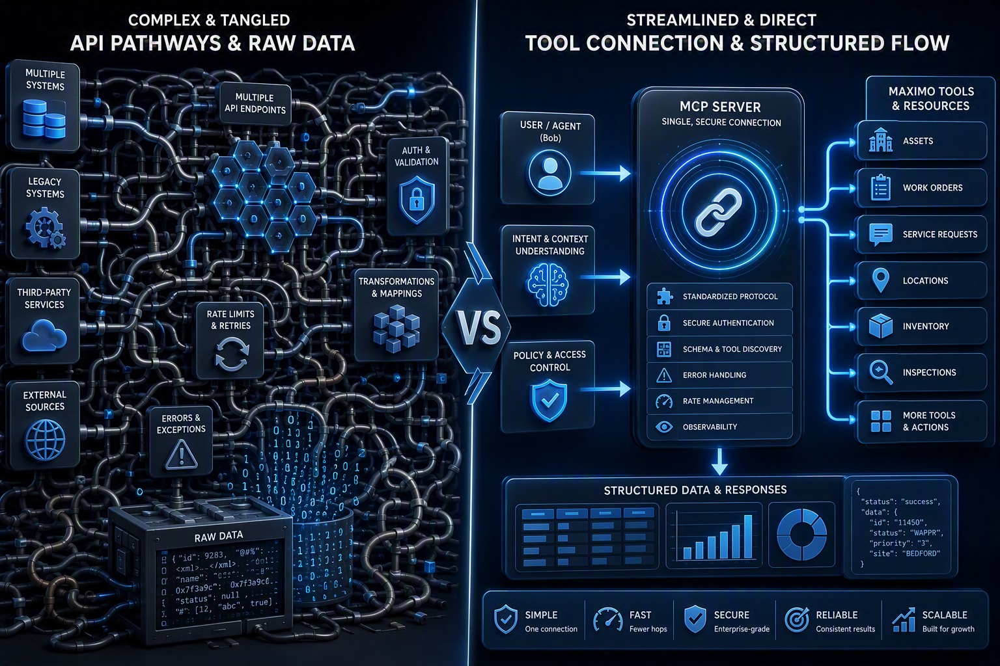 COMPLEX & TANGLED
API PATHWAYS & RAW DATA
MULTIPLE
SYSTEMS
MULTIPLE
API ENDPOINTS
AUTH &
VALIDATION
LEGACY
SYSTEMS
THIRD-PARTY
SERVICES
RATE LIMITS
& RETRIES
TRANSFORMATIONS
& MAPPINGS
EXTERNAL
SOURCES
ERRORS &
EXCEPTIONS
RAW DATA
{ "id": 9283, "@#%":
<xml>… </xml>
"name":
0x7f3a9c": 0x7f3a9c
"status": null
"#": [12, "abc", true].
VS
STREAMLINED & DIRECT
TOOL CONNECTION & STRUCTURED FLOW
USER / AGENT
(Bob)
INTENT & CONTEXT
UNDERSTANDING
POLICY & ACCESS
CONTROL
MCP SERVER
SINGLE, SECURE CONNECTION
STANDARDIZED PROTOCOL
SECURE AUTHENTICATION
SCHEMA & TOOL DISCOVERY
ERROR HANDLING
RATE MANAGEMENT
OBSERVABILITY
MAXIMO TOOLS
& RESOURCES
ASSETS
WORK ORDERS
SERVICE REQUESTS
LOCATIONS
INVENTORY
INSPECTIONS
MORE TOOLS
& ACTIONS
STRUCTURED DATA & RESPONSES
{
"status": "success",
"data": {
"id": "11450",
"status": "WAPPR",
"priority": "3",
"site": "BEDFORD"
}
SIMPLE
One connection
FAST
Fewer hops
SECURE
Enterprise-grade
RELIABLE
Consistent results
SCALABLE
Built for growth